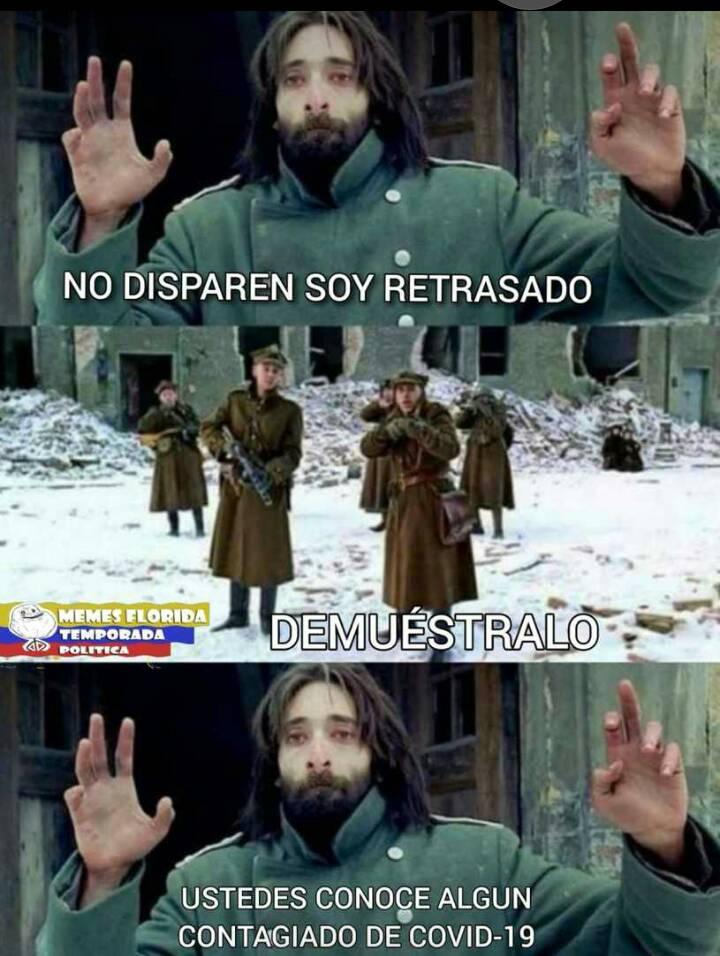 NO DISPAREN SOY RETRASADO
MEMES FLORIDA
TEMPORADA
POLITICA
DEMUÉSTRALO
USTEDES CONOCE ALGUN
CONTAGIADO DE COVID-19